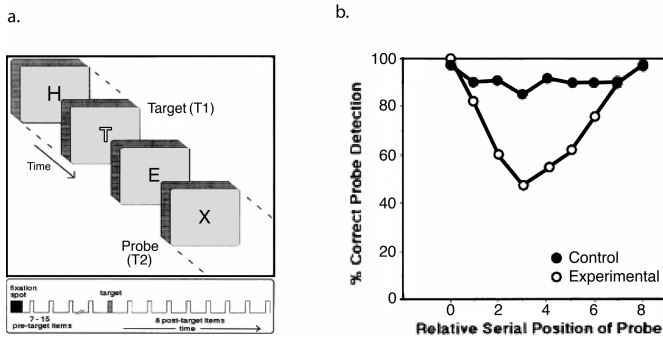 a.
H
T
Target (T1)
E
Time
X
Probe
(T2)
fixation
spot
target
7 - 15
pre-target items
8 post-target items
time
b.
% Correct Probe Detection
100
80
60
40
20
0
Control
Experimental
0 2 4 6 8
Relative Serial Position of Probe